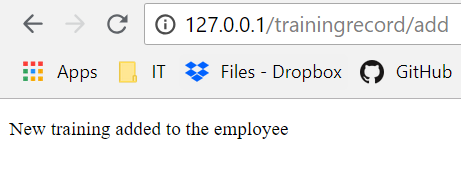 127.0.0.1/trainingrecord/add
Apps IT Files - Dropbox GitHub
New training added to the employee